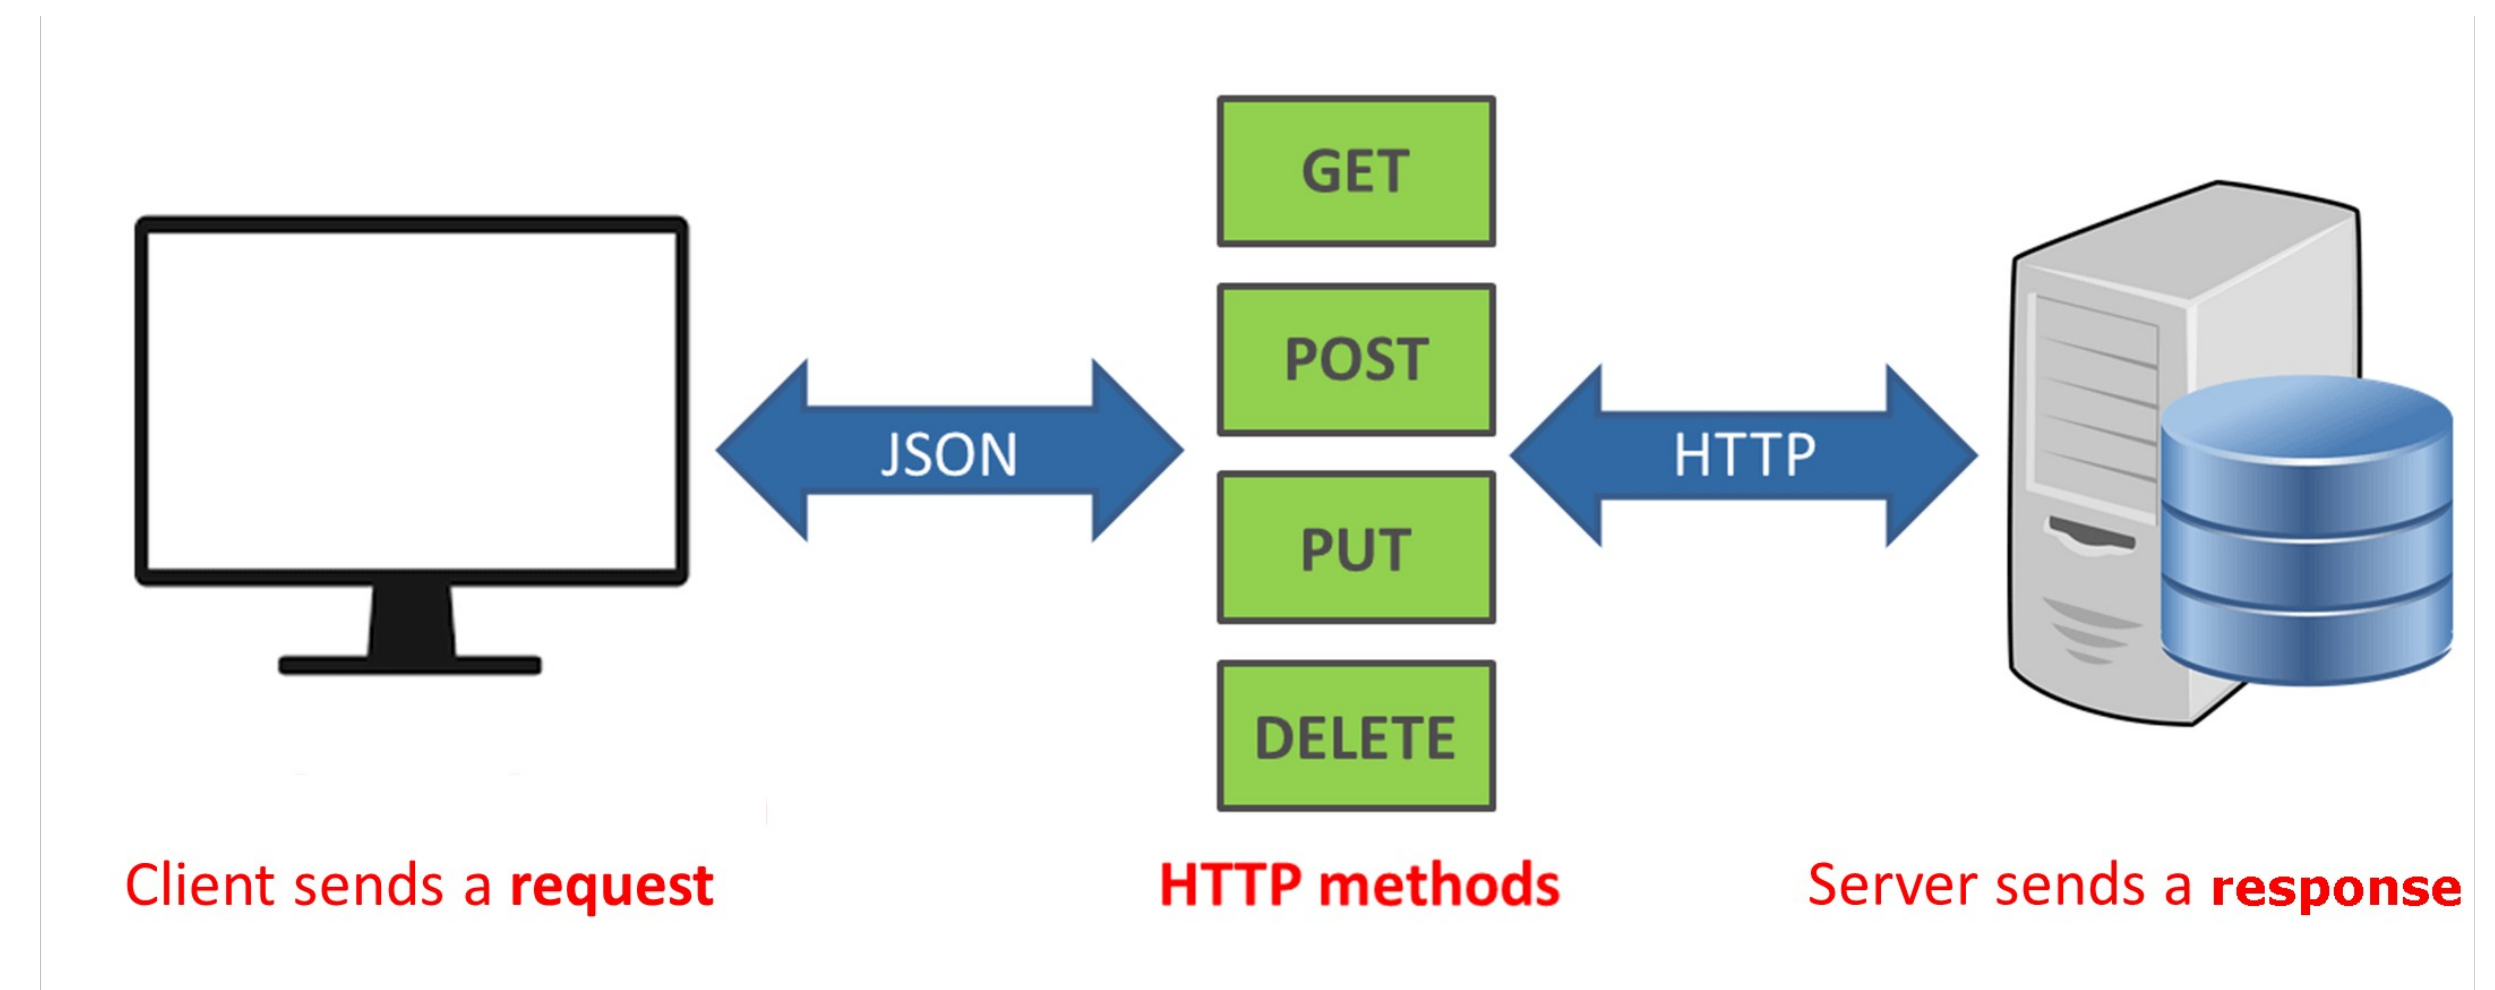 GET
POST
JSON
HTTP
PUT
DELETE
Client sends a request
HTTP methods
Server sends a response